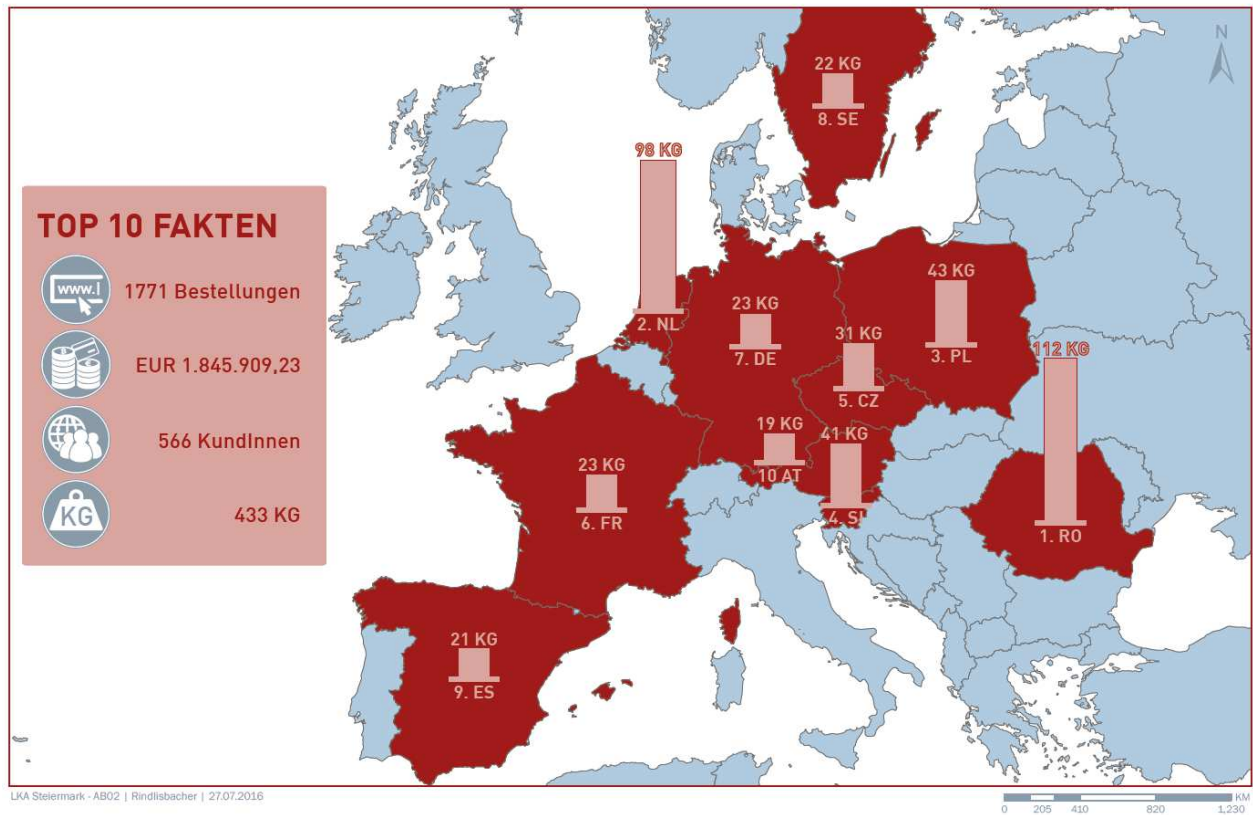 N
22 KG
8. SE
98 KG
2. NL
TOP 10 FAKTEN
www.|
1771 Bestellungen
EUR 1.845.909,23
566 KundInnen
KG
433 KG
23 KG
7. DE
43 KG
3. PL
31 KG
5. CZ
112 KG
1. RO
19 KG
10 AT
41 KG
4. SI
23 KG
6. FR
21 KG
9. ES
LKA Steiermark - AB02 | Rindlisbacher | 27.07.2016
KM
0 205 410 820 1,230